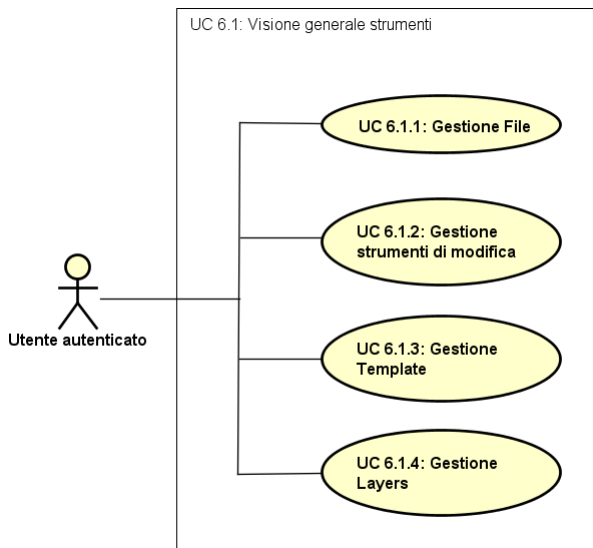 UC 6.1: Visione generale strumenti
UC 6.1.1: Gestione File
UC 6.1.2: Gestione
strumenti di modifica
Utente autenticato
UC 6.1.3: Gestione
Template
UC 6.1.4: Gestione
Layers